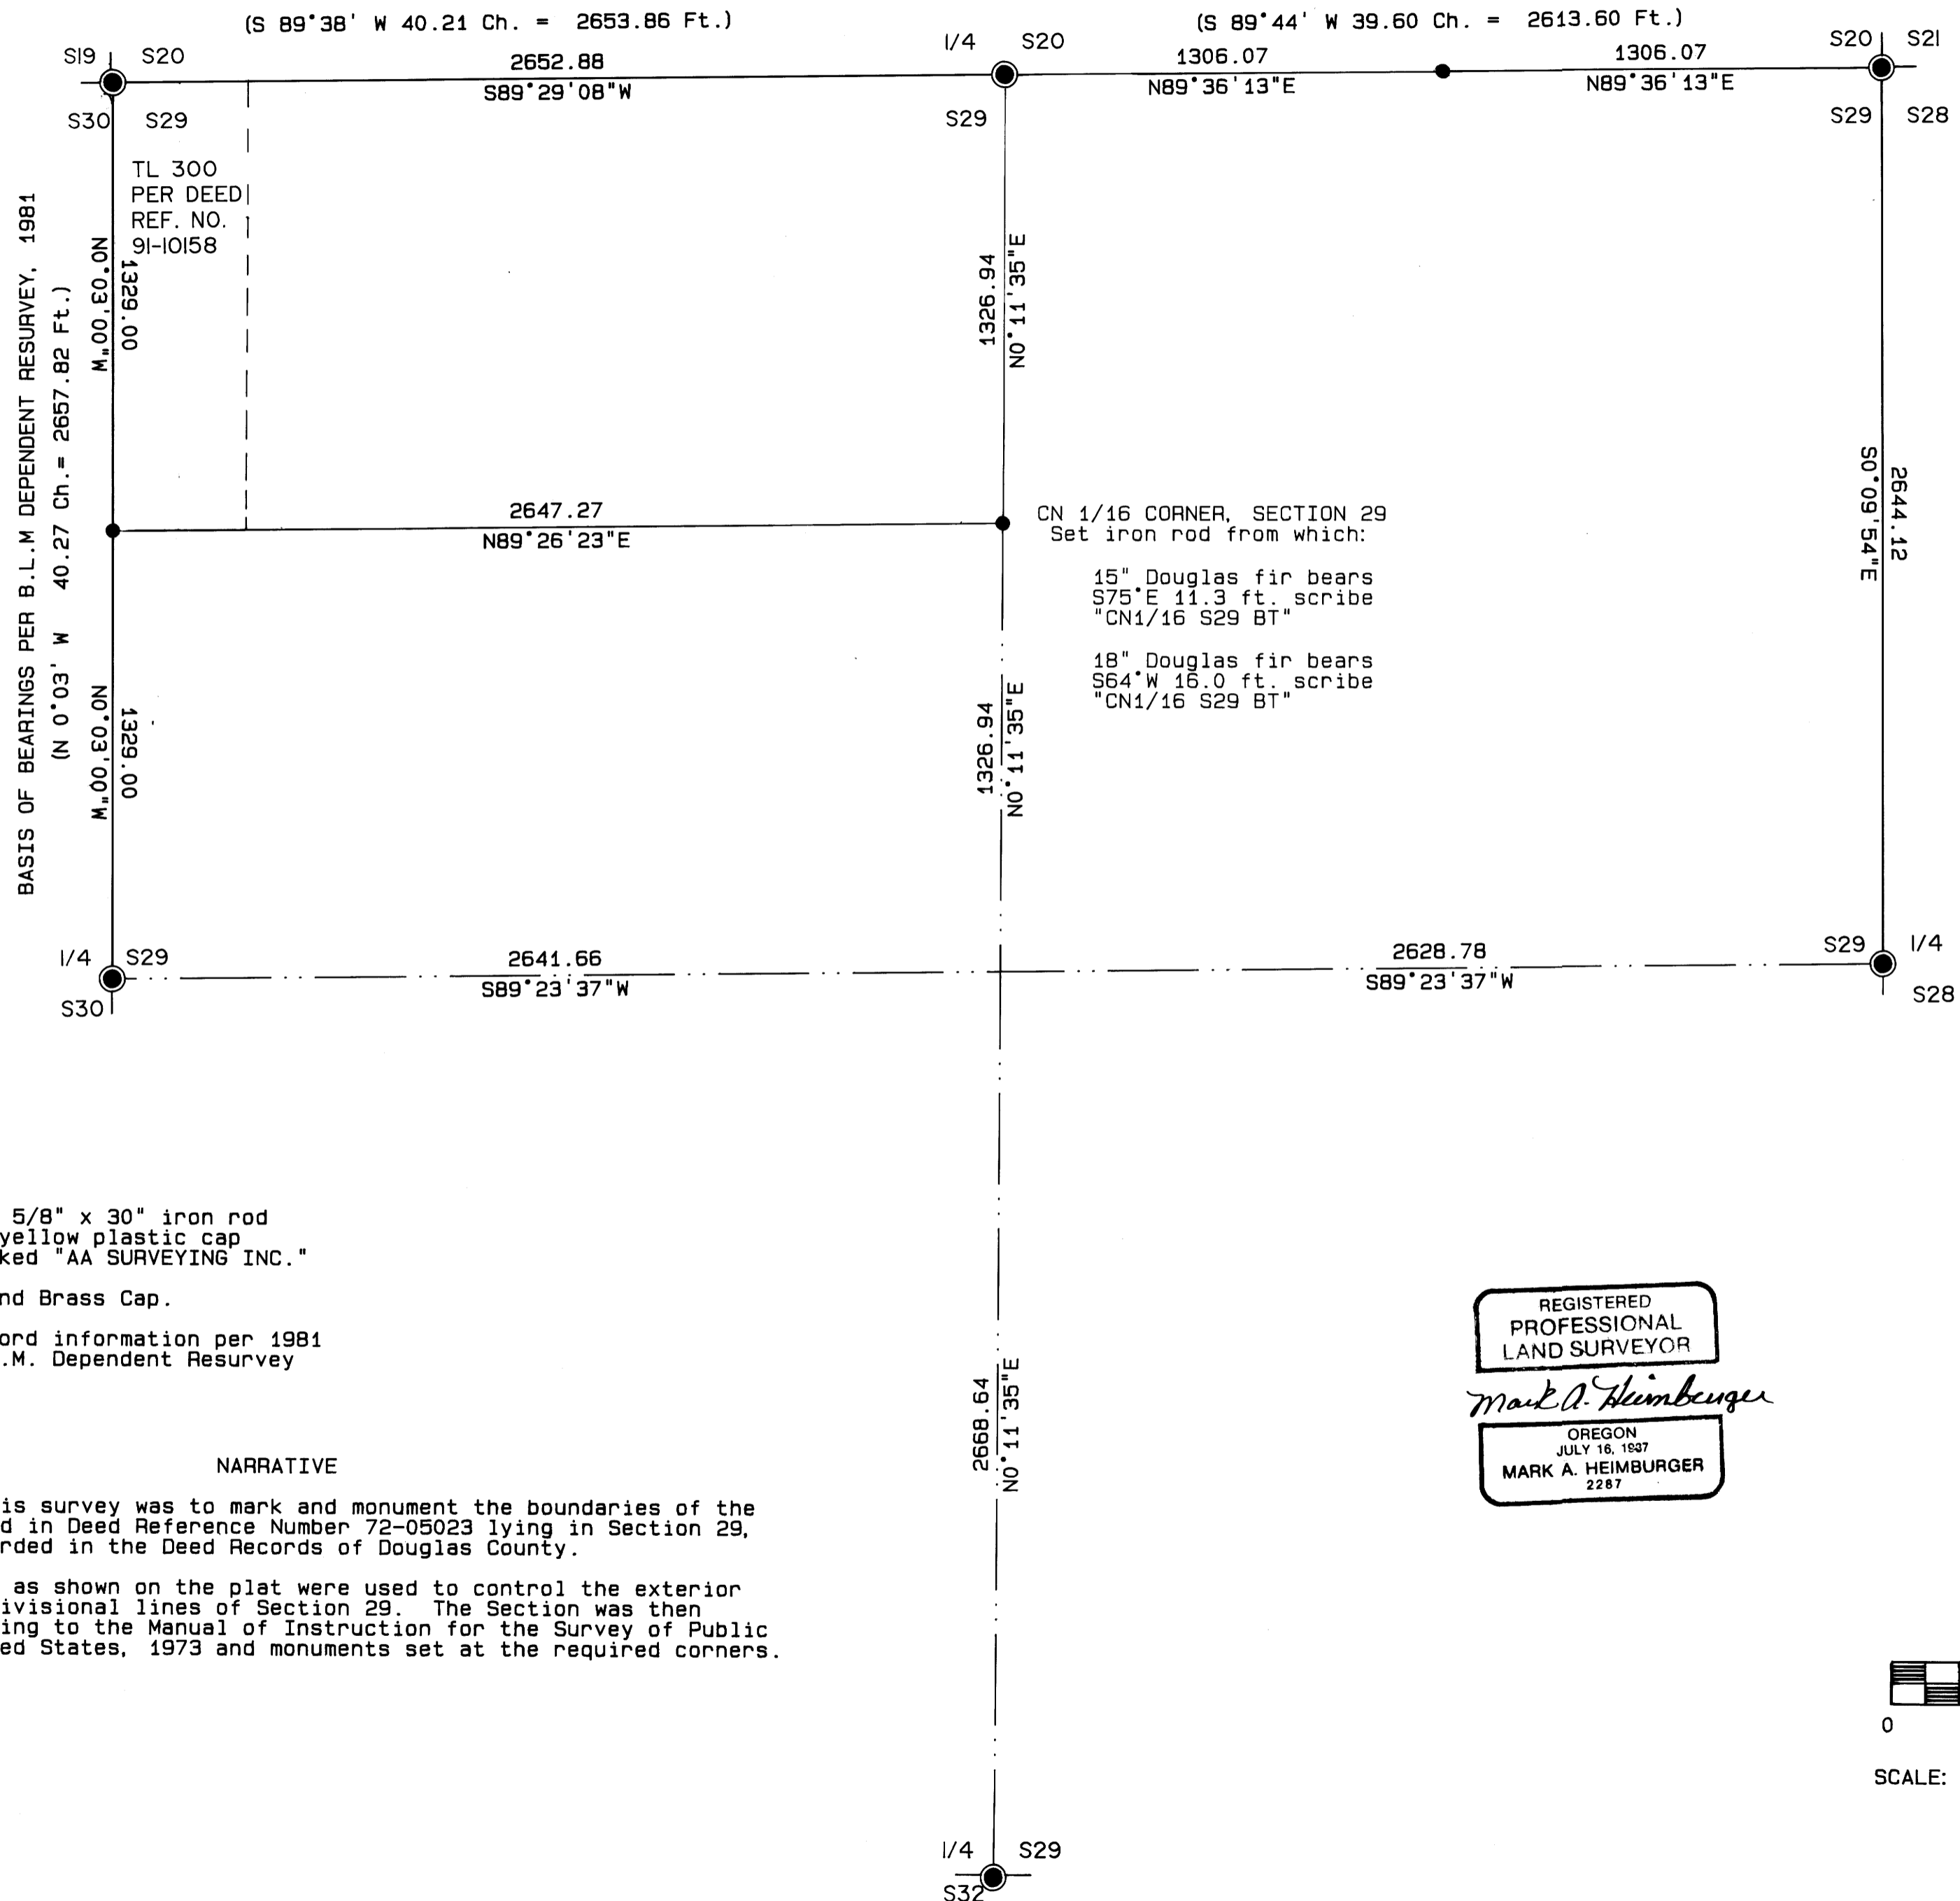 (S 89°38' W 40.21 Ch. = 2653.86 Ft.)
(S 89°44' W 39.60 Ch. = 2613.60 Ft.)
S19 S20
2652.88
S89°29'08"W
1/4 S20
1306.07
N89°36'13"E
1306.07
N89°36'13"E
S20 S21
S30 S29
S29
S29 S28
TL 300
PER DEED
REF. NO.
91-10158
BASIS OF BEARINGS PER B.L.M DEPENDENT RESURVEY, 1981
(N 0°03' W 40.27 Ch.= 2657.82 Ft.)
N0°03'00"W
1329.00
1326.94
N0°11'35"E
S0°09'54"E
2644.12
2647.27
N89°26'23"E
CN 1/16 CORNER, SECTION 29
Set iron rod from which:
15" Douglas fir bears
S75°E 11.3 ft. scribe
"CN1/16 S29 BT"
18" Douglas fir bears
S64°W 16.0 ft. scribe
"CN1/16 S29 BT"
N0°03'00"W
1329.00
1326.94
N0°11'35"E
1/4 S29
S30
2641.66
S89°23'37"W
2628.78
S89°23'37"W
S29 1/4
S28
5/8" x 30" iron rod
yellow plastic cap
ked "AA SURVEYING INC."
nd Brass Cap.
ord information per 1981
.M. Dependent Resurvey
2668.64
N0°11'35"E
REGISTERED
PROFESSIONAL
LAND SURVEYOR
Mark A. Heimburger
OREGON
JULY 16, 1987
MARK A. HEIMBURGER
2287
NARRATIVE
is survey was to mark and monument the boundaries of the
d in Deed Reference Number 72-05023 lying in Section 29,
rded in the Deed Records of Douglas County.
as shown on the plat were used to control the exterior
ivisional lines of Section 29. The Section was then
ing to the Manual of Instruction for the Survey of Public
ed States, 1973 and monuments set at the required corners.
0
SCALE:
1/4 S29
S32